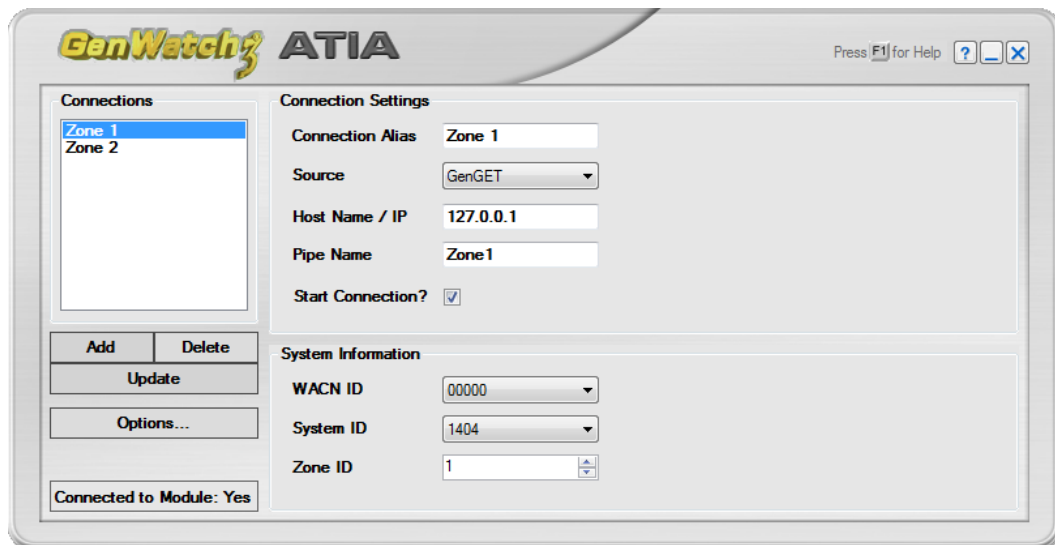 GenWatch3 ATIA
Press F1 for Help ?
Connections
Zone 1
Zone 2
Add Delete
Update
Options...
Connected to Module: Yes
Connection Settings
Connection Alias Zone 1
Source GenGET
Host Name / IP 127.0.0.1
Pipe Name Zone1
Start Connection?
System Information
WACN ID 00000
System ID 1404
Zone ID 1